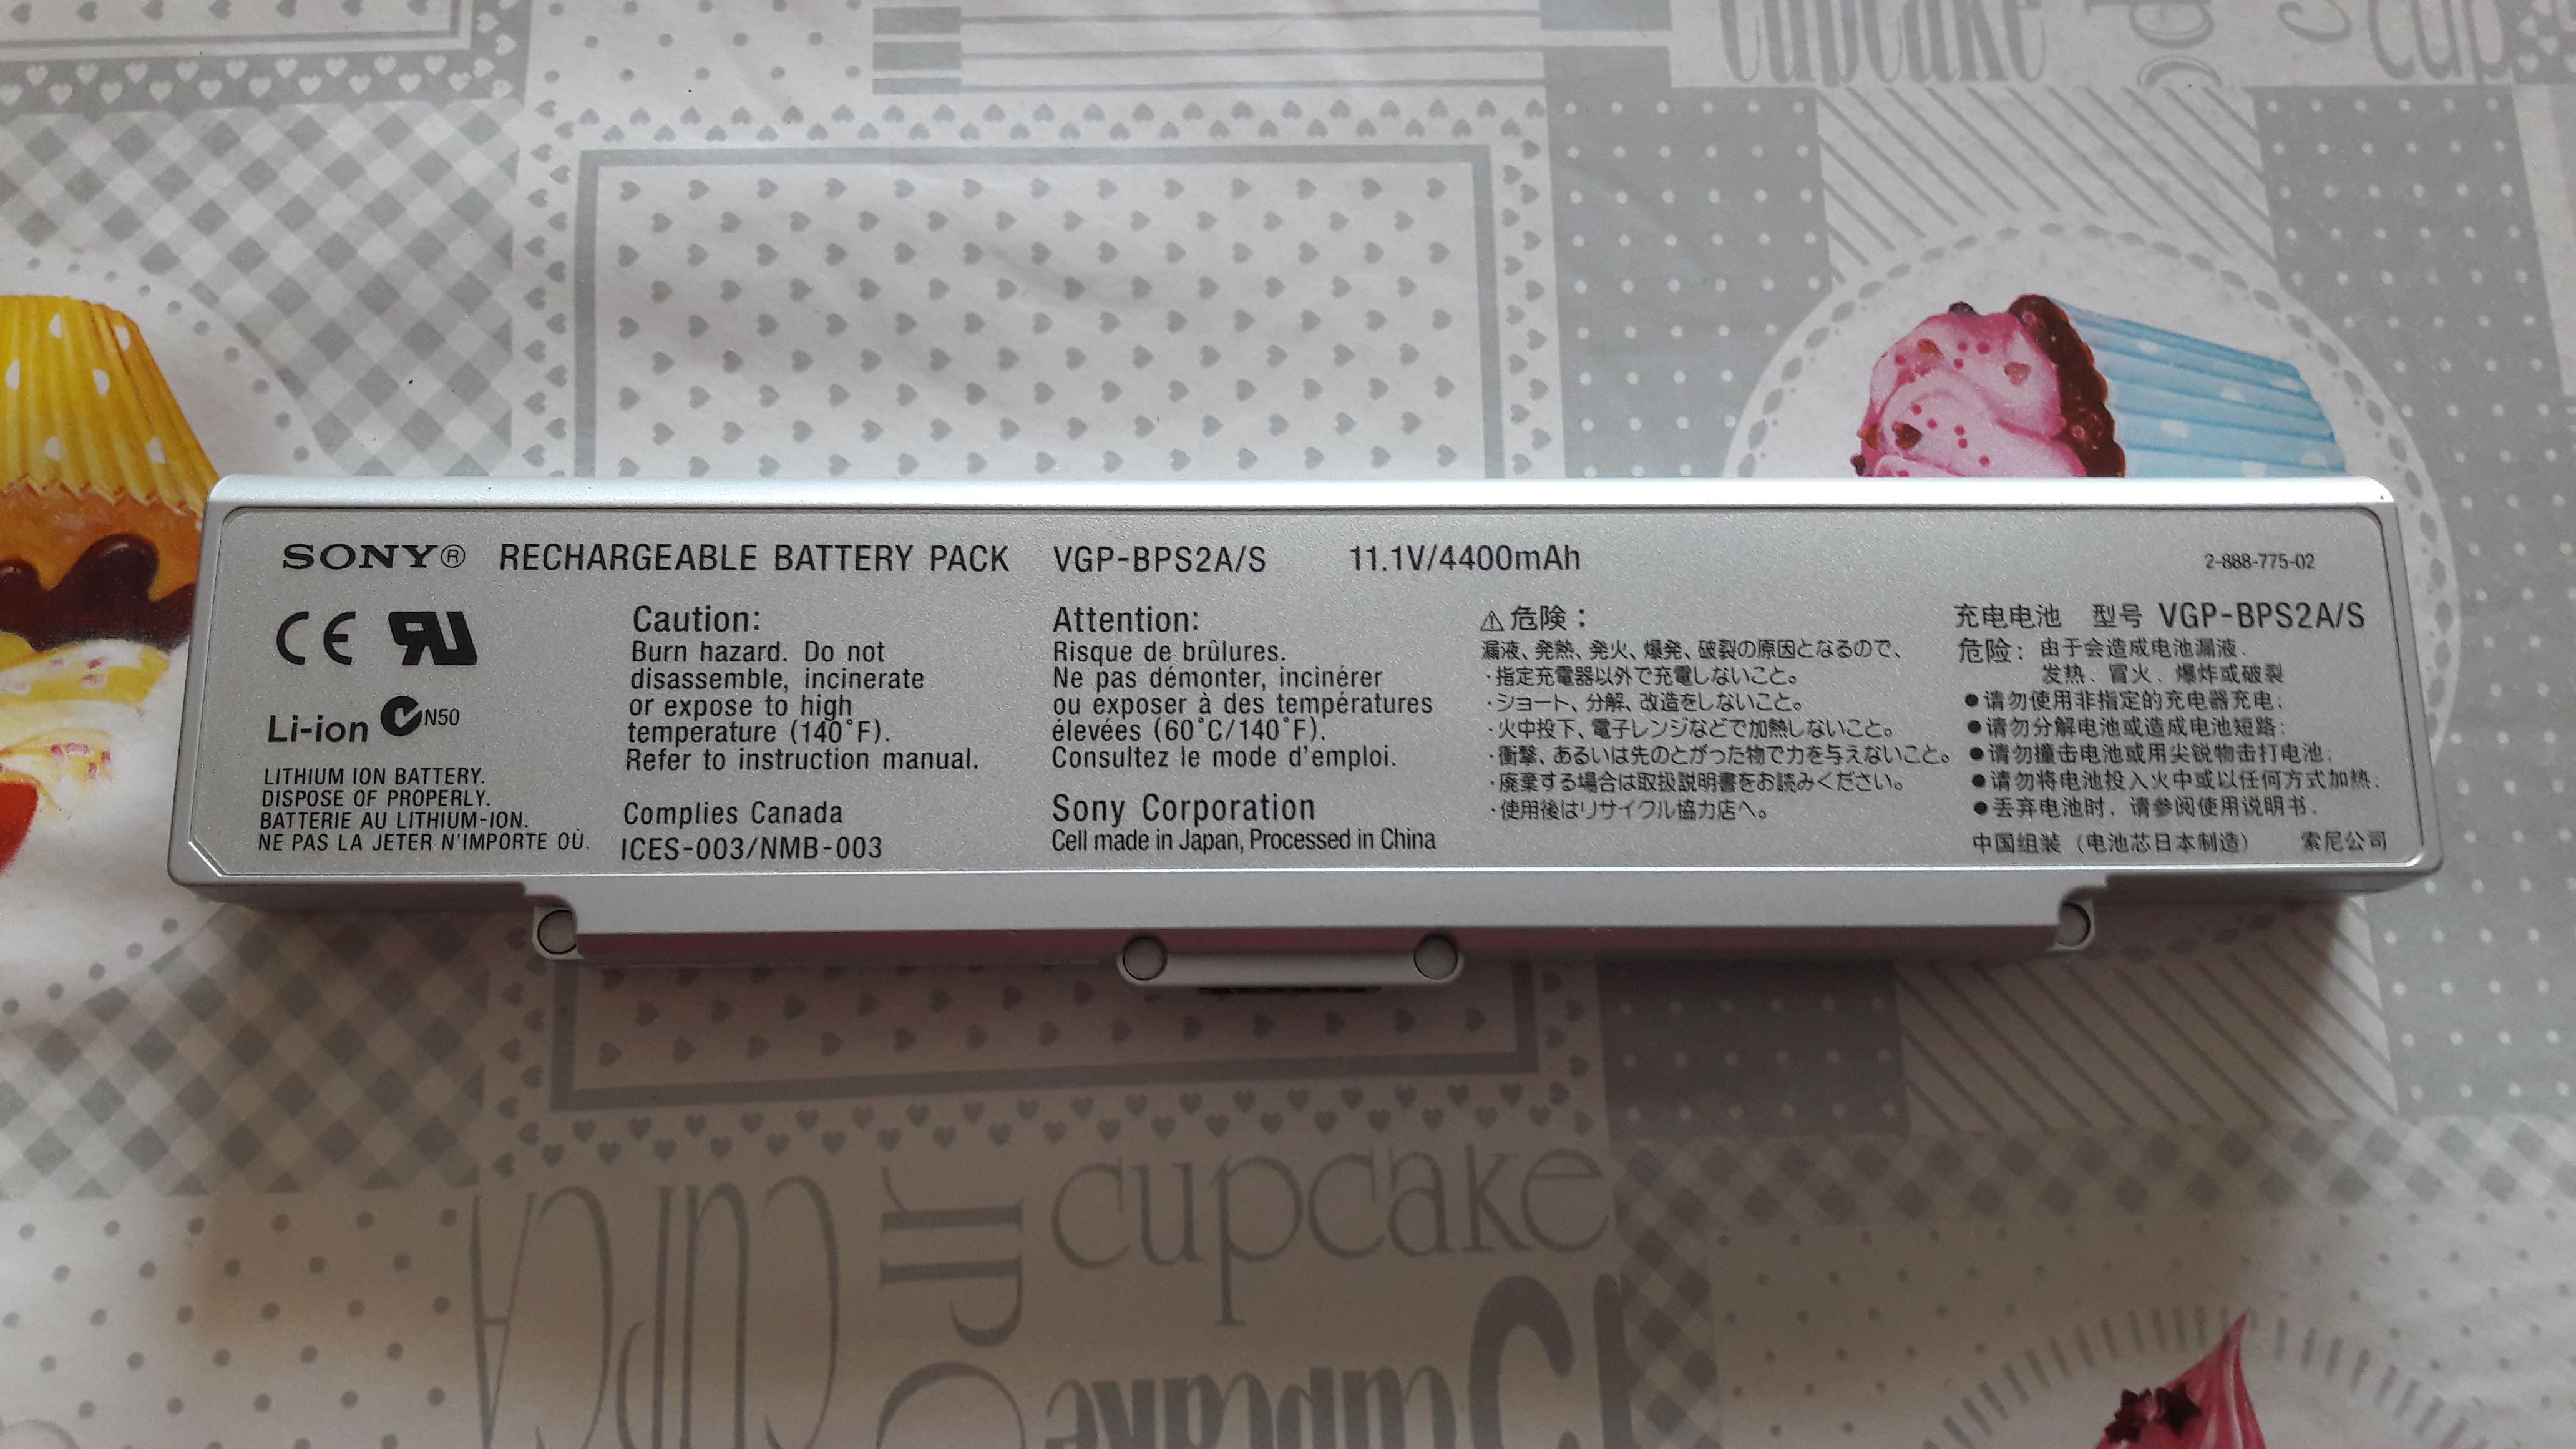 SONY® RECHARGEABLE BATTERY PACK VGP-BPS2A/S 11.1V/4400mAh 2-888-775-02
CE RU
Li-ion N50
LITHIUM ION BATTERY.
DISPOSE OF PROPERLY.
BATTERIE AU LITHIUM-ION.
NE PAS LA JETER N'IMPORTE OÙ.
Caution:
Burn hazard. Do not
disassemble, incinerate
or expose to high
temperature (140°F).
Refer to instruction manual.
Complies Canada
ICES-003/NMB-003
Attention:
Risque de brûlures.
Ne pas démonter, incinérer
ou exposer à des températures
élevées (60°C/140°F).
Consultez le mode d'emploi.
Sony Corporation
Cell made in Japan, Processed in China
⚠危険：
漏液、発熱、発火、爆発、破裂の原因となるので、
・指定充電器以外で充電しないこと。
・ショート、分解、改造をしないこと。
・火中投下、電子レンジなどで加熱しないこと。
・衝撃、あるいは先のとがった物で力を与えないこと。
・廃棄する場合は取扱説明書をお読みください。
・使用後はリサイクル協力店へ。
充电电池 型号 VGP-BPS2A/S
危险: 由于会造成电池漏液.
发热. 冒火. 爆炸或破裂
●请勿使用非指定的充电器充电;
●请勿分解电池或造成电池短路;
●请勿撞击电池或用尖锐物击打电池;
●请勿将电池投入火中或以任何方式加热.
●丢弃电池时. 请参阅使用说明书.
中国组装 (电池芯日本制造) 索尼公司
cupcake
cupcake
cupcake